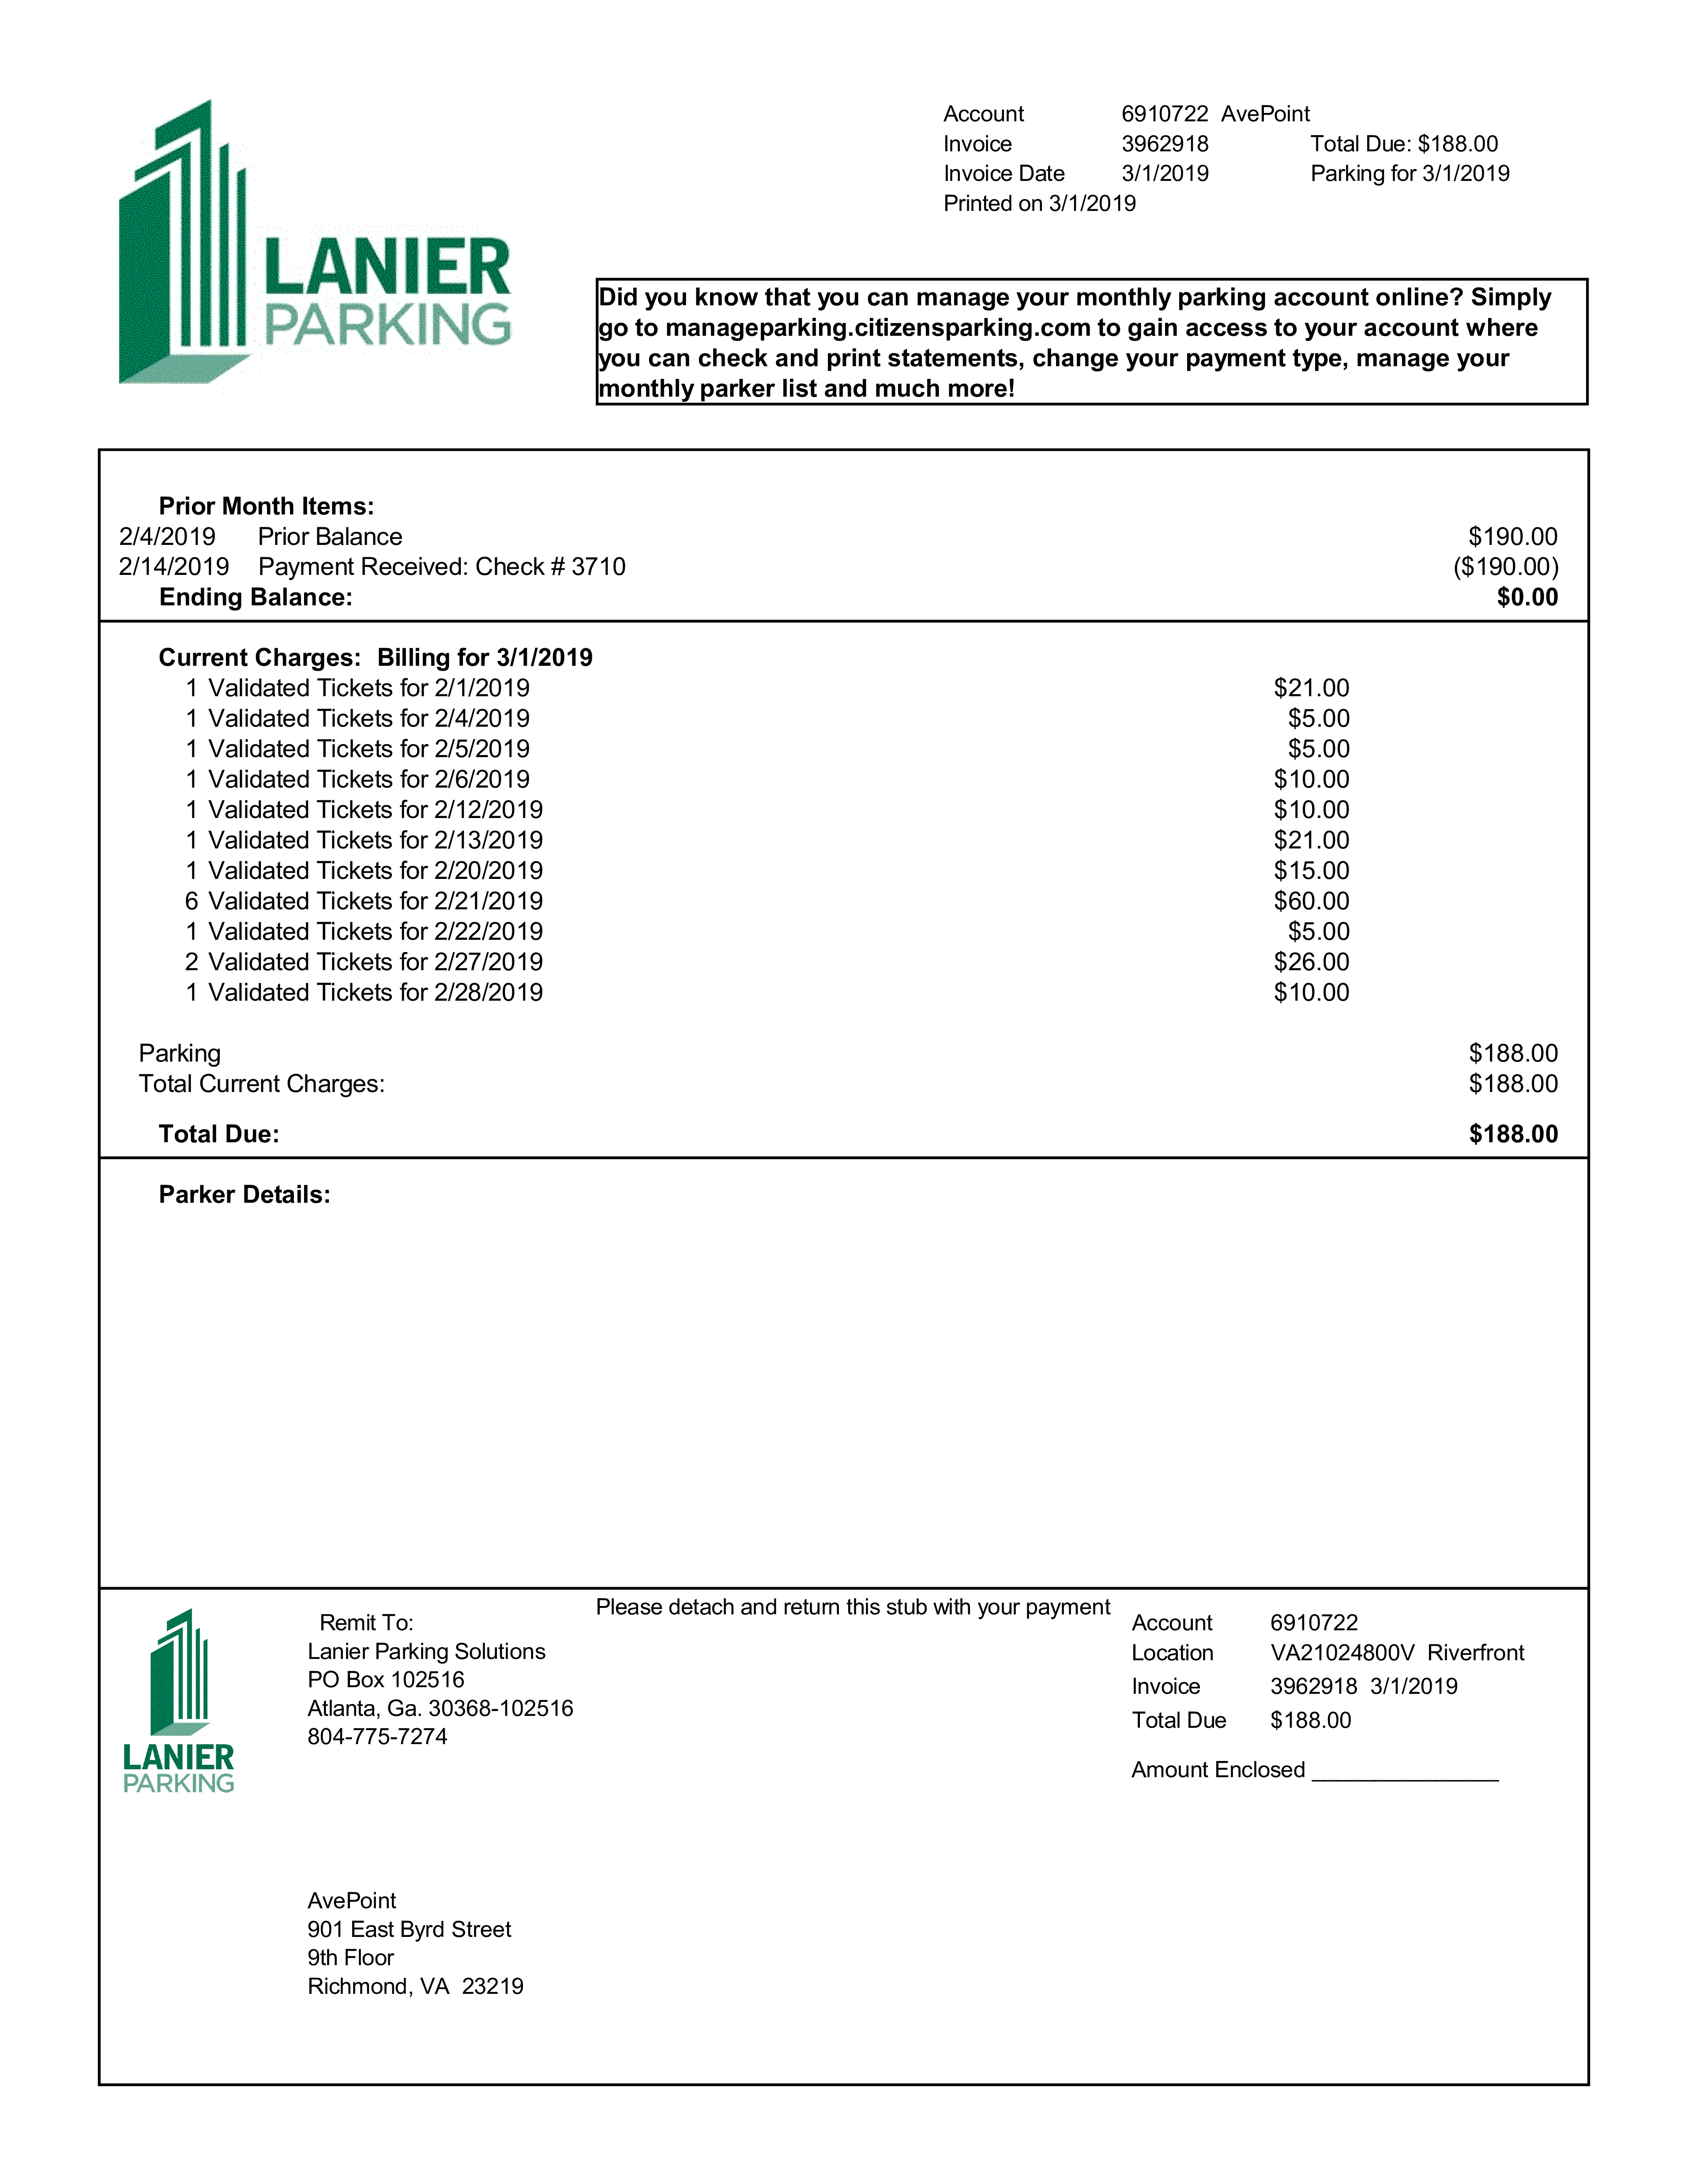 LANIER
PARKING
Account 6910722 AvePoint
Invoice 3962918 Total Due: $188.00
Invoice Date 3/1/2019 Parking for 3/1/2019
Printed on 3/1/2019
Did you know that you can manage your monthly parking account online? Simply
go to manageparking.citizensparking.com to gain access to your account where
you can check and print statements, change your payment type, manage your
monthly parker list and much more!
Prior Month Items:
2/4/2019 Prior Balance $190.00
2/14/2019 Payment Received: Check # 3710 ($190.00)
Ending Balance: $0.00
Current Charges: Billing for 3/1/2019
1 Validated Tickets for 2/1/2019 $21.00
1 Validated Tickets for 2/4/2019 $5.00
1 Validated Tickets for 2/5/2019 $5.00
1 Validated Tickets for 2/6/2019 $10.00
1 Validated Tickets for 2/12/2019 $10.00
1 Validated Tickets for 2/13/2019 $21.00
1 Validated Tickets for 2/20/2019 $15.00
6 Validated Tickets for 2/21/2019 $60.00
1 Validated Tickets for 2/22/2019 $5.00
2 Validated Tickets for 2/27/2019 $26.00
1 Validated Tickets for 2/28/2019 $10.00
Parking $188.00
Total Current Charges: $188.00
Total Due: $188.00
Parker Details:
Please detach and return this stub with your payment
LANIER
PARKING
Remit To:
Lanier Parking Solutions
PO Box 102516
Atlanta, Ga. 30368-102516
804-775-7274
Account 6910722
Location VA21024800V Riverfront
Invoice 3962918 3/1/2019
Total Due $188.00
Amount Enclosed _______________
AvePoint
901 East Byrd Street
9th Floor
Richmond, VA 23219